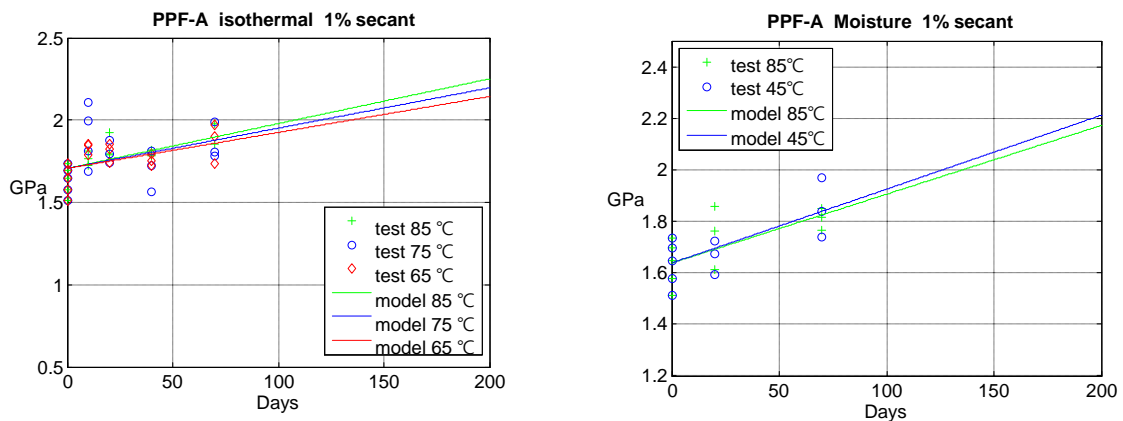 PPF-A isothermal 1% secant
2.5
2
GPa
1.5
1
0.5
0 50 100 150 200
Days
test 85 ℃
test 75 ℃
test 65 ℃
model 85 ℃
model 75 ℃
model 65 ℃
PPF-A Moisture 1% secant
2.4
2.2
2
GPa
1.8
1.6
1.4
1.2
0 50 100 150 200
Days
test 85℃
test 45℃
model 85℃
model 45℃